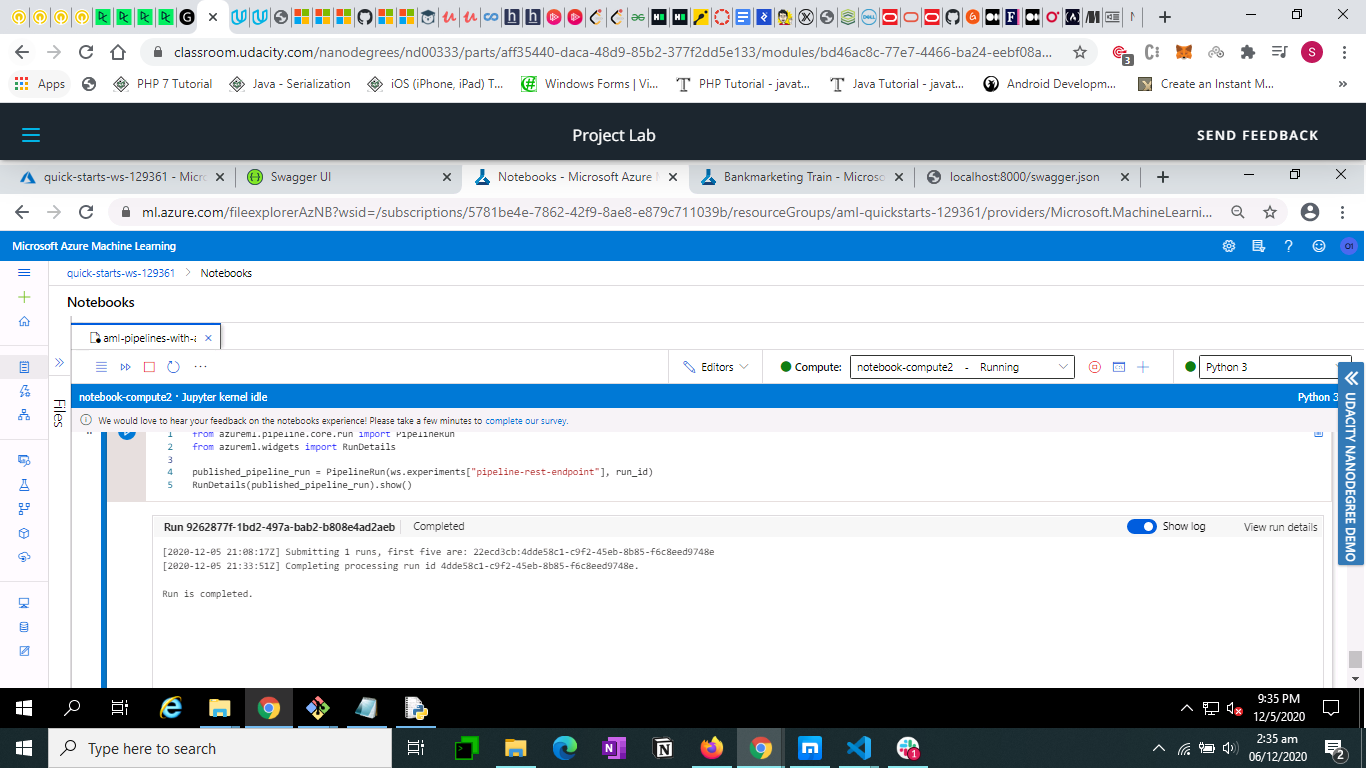 classroom.udacity.com/nanodegrees/nd00333/parts/aff35440-daca-48d9-85b2-377f2dd5e133/modules/bd46ac8c-77e7-4466-ba24-eebf08a...
3
S
Apps
PHP 7 Tutorial
Java - Serialization
iOS (iPhone, iPad) T...
Windows Forms | Vi...
PHP Tutorial - javat...
Java Tutorial - javat...
Android Developm...
Create an Instant M...
»
Project Lab
SEND FEEDBACK
quick-starts-ws-129361 - Micro
Swagger UI
Notebooks - Microsoft Azure
Bankmarketing Train - Microso
localhost:8000/swagger.json
ml.azure.com/fileexplorerAzNB?wsid=/subscriptions/5781be4e-7862-42f9-8ae8-e879c711039b/resourceGroups/aml-quickstarts-129361/providers/Microsoft.MachineLearni...
Microsoft Azure Machine Learning
quick-starts-ws-129361 > Notebooks
Notebooks
aml-pipelines-with-a
Editors
Compute:
notebook-compute2 - Running
Python 3
notebook-compute2 · Jupyter kernel idle
Python 3
Files
We would love to hear your feedback on the notebooks experience! Please take a few minutes to complete our survey.
1 from azureml.pipeline.core.run import PipelineRun
2 from azureml.widgets import RunDetails
3
4 published_pipeline_run = PipelineRun(ws.experiments["pipeline-rest-endpoint"], run_id)
5 RunDetails(published_pipeline_run).show()
UDACITY NANODEGREE DEMO
Run 9262877f-1bd2-497a-bab2-b808e4ad2aeb
Completed
Show log
View run details
[2020-12-05 21:08:17Z] Submitting 1 runs, first five are: 22ecd3cb:4dde58c1-c9f2-45eb-8b85-f6c8eed9748e
[2020-12-05 21:33:51Z] Completing processing run id 4dde58c1-c9f2-45eb-8b85-f6c8eed9748e.
Run is completed.
9:35 PM
12/5/2020
Type here to search
2:35 am
06/12/2020
2
1